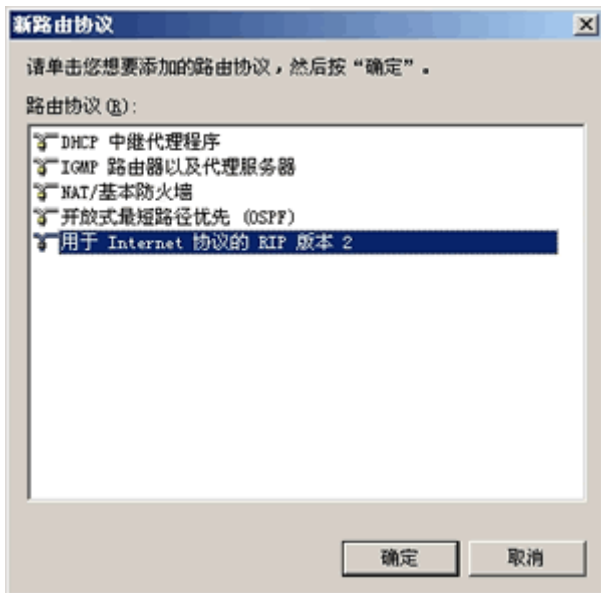 新路由协议
请单击您想要添加的路由协议，然后按“确定”。
路由协议(R):
DHCP 中继代理程序
IGMP 路由器以及代理服务器
NAT/基本防火墙
开放式最短路径优先 (OSPF)
用于 Internet 协议的 RIP 版本 2
确定
取消